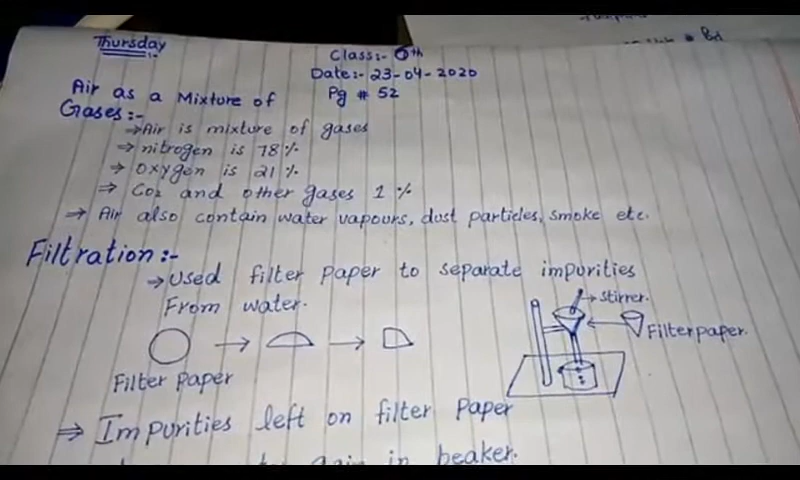 Thursday :-
Class:- 6th
Date:- 23-04-2020
Pg # 52
Air as a Mixture of
Gases:-
→ Air is mixture of gases
→ nitrogen is 78 %
→ oxygen is 21 %
⇒ Co2 and other gases 1 %
⇒ Air also contain water vapours, dust particles, smoke etc.
Filtration:-
→ Used filter paper to separate impurities
From water.
→ Stirrer.
Filter paper.
Filter paper
⇒ Impurities left on filter paper
gain in beaker.